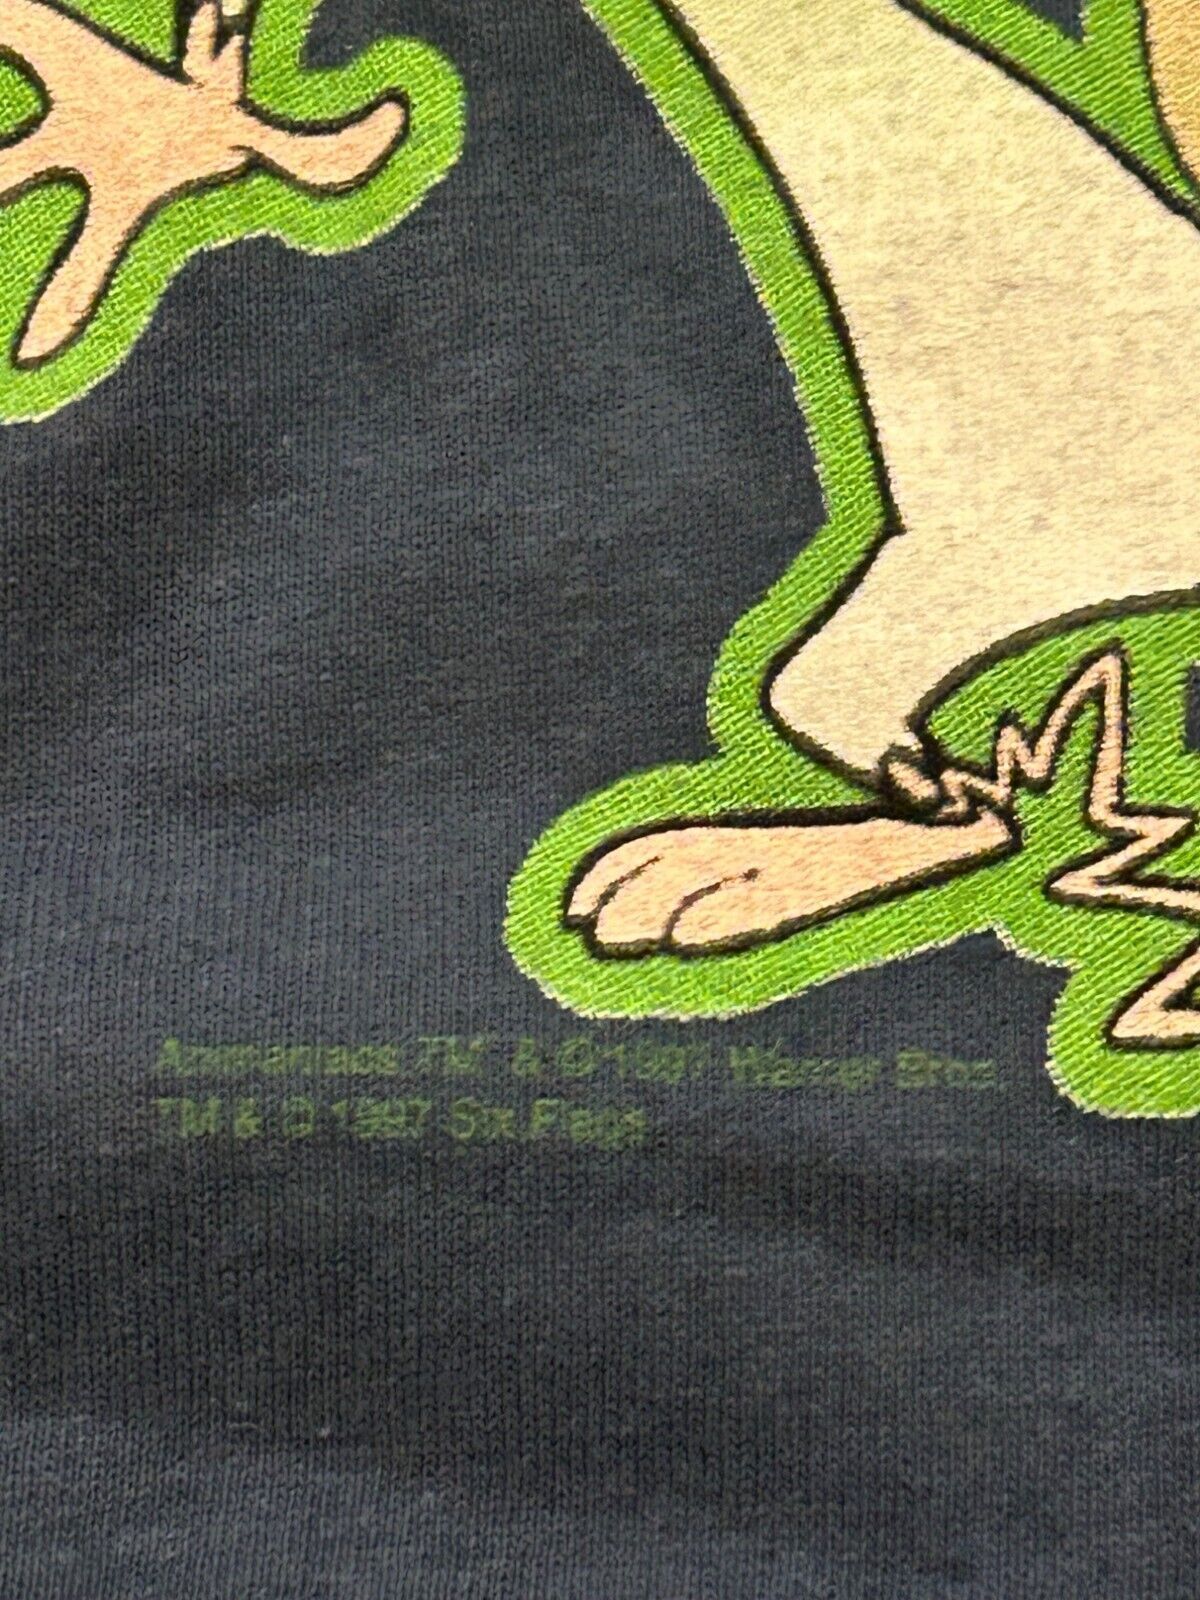 Animaniacs TM & © 1997 Warner Bros.
TM & © 1997 Six Flags